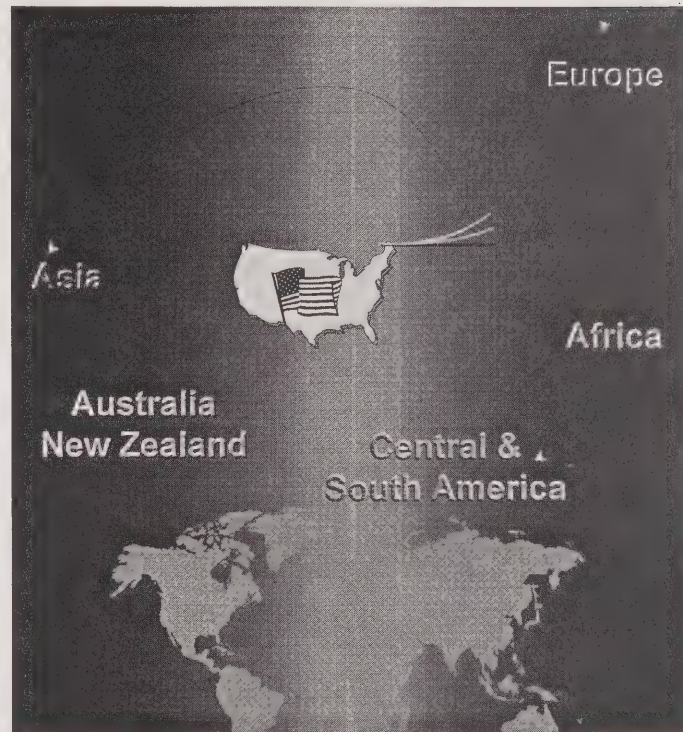 Europe
Asia
Africa
Australia
New Zealand
Central &
South America